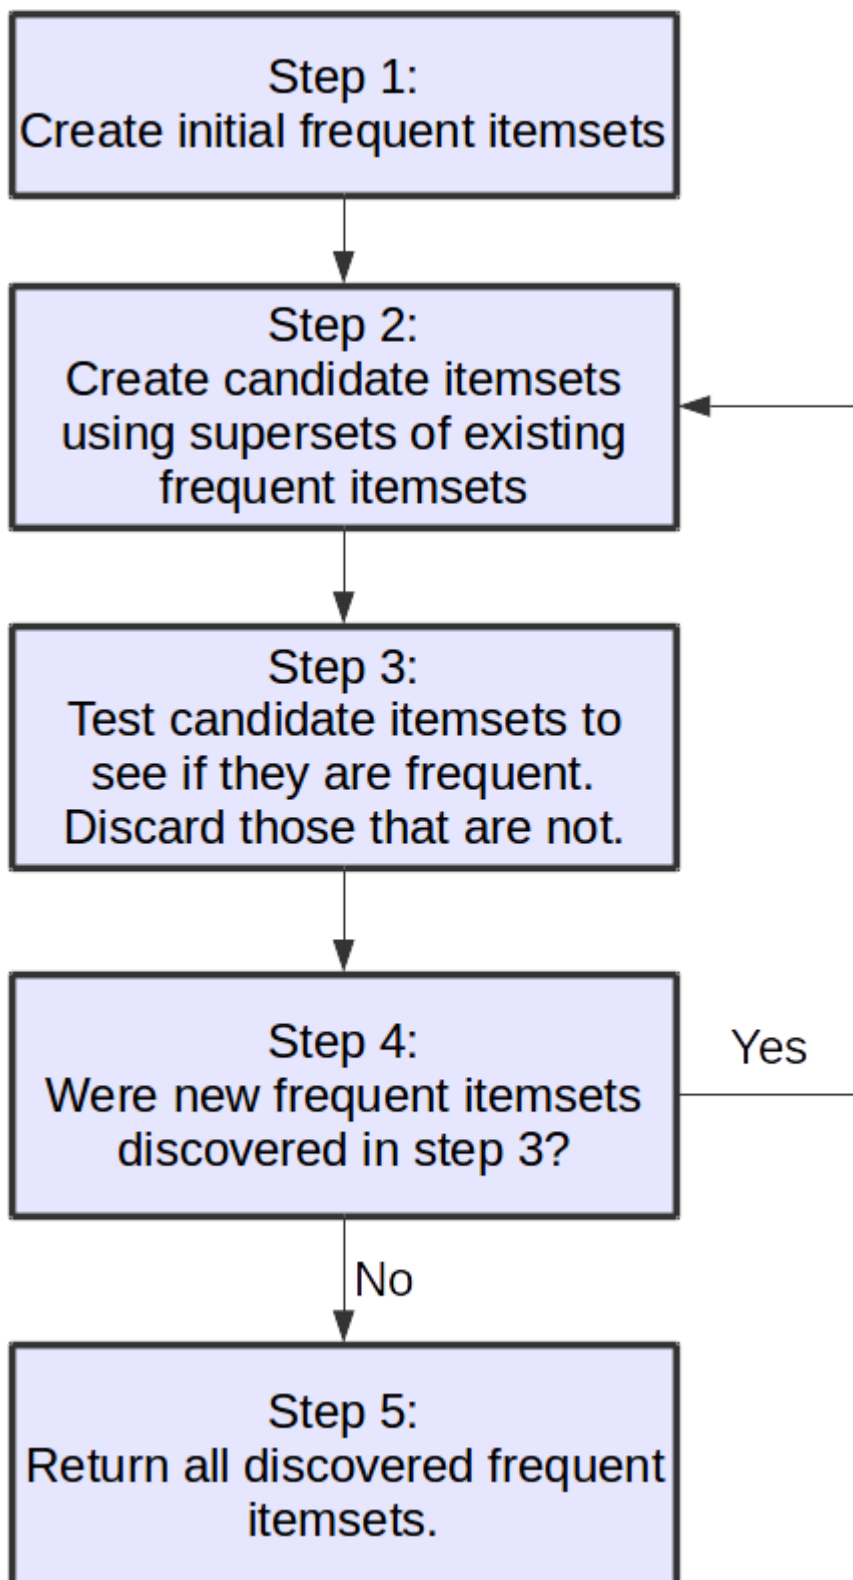 Step 1:
Create initial frequent itemsets
Step 2:
Create candidate itemsets
using supersets of existing
frequent itemsets
Step 3:
Test candidate itemsets to
see if they are frequent.
Discard those that are not.
Step 4:
Were new frequent itemsets
discovered in step 3?
Yes
No
Step 5:
Return all discovered frequent
itemsets.